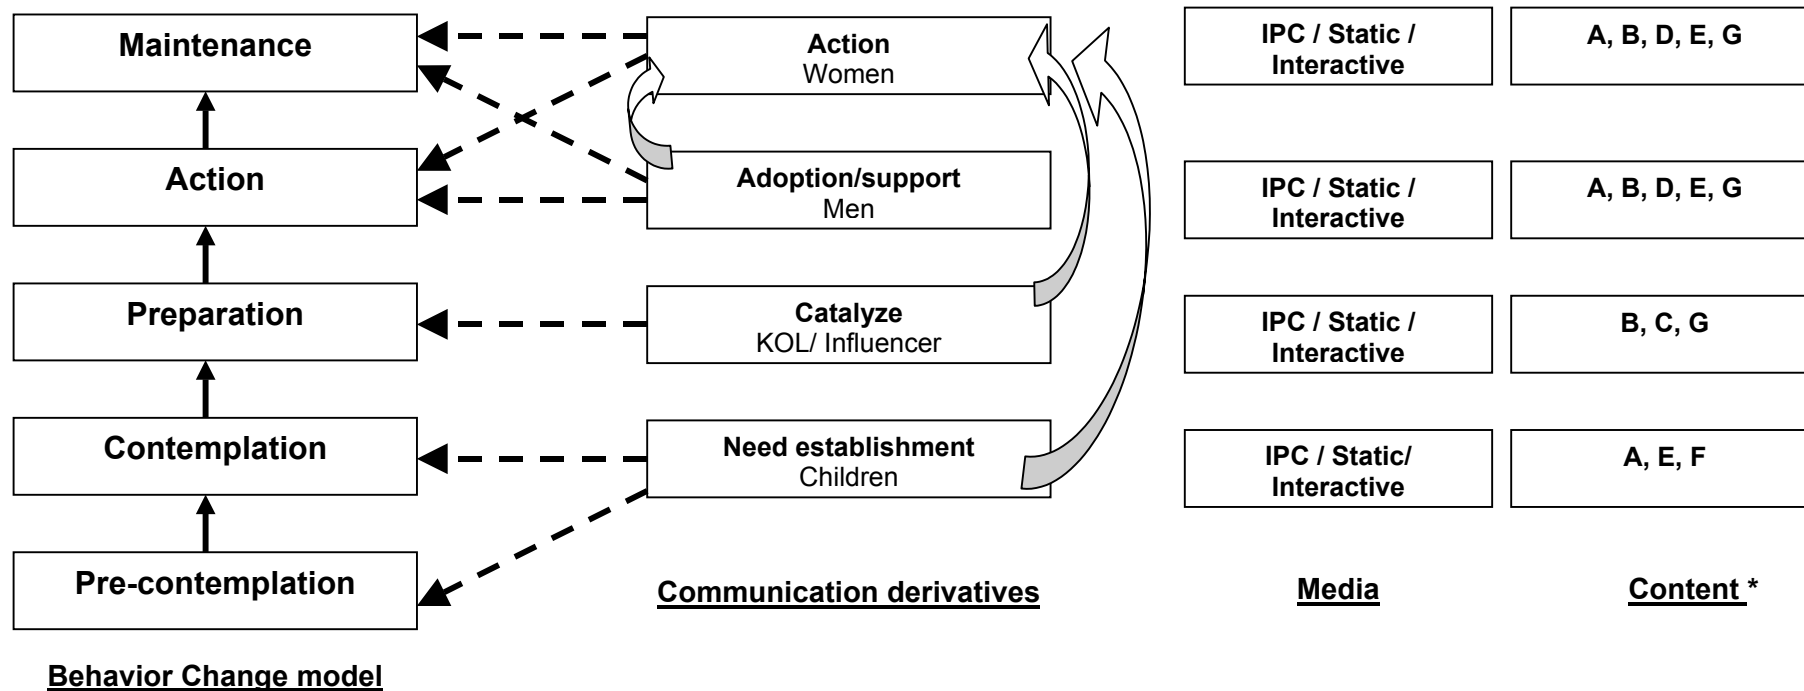 Maintenance
Action
Women
IPC / Static /
Interactive
A, B, D, E, G
Action
Adoption/support
Men
IPC / Static /
Interactive
A, B, D, E, G
Preparation
Catalyze
KOL/ Influencer
IPC / Static /
Interactive
B, C, G
Contemplation
Need establishment
Children
IPC / Static/
Interactive
A, E, F
Pre-contemplation
Communication derivatives
Media
Content *
Behavior Change model